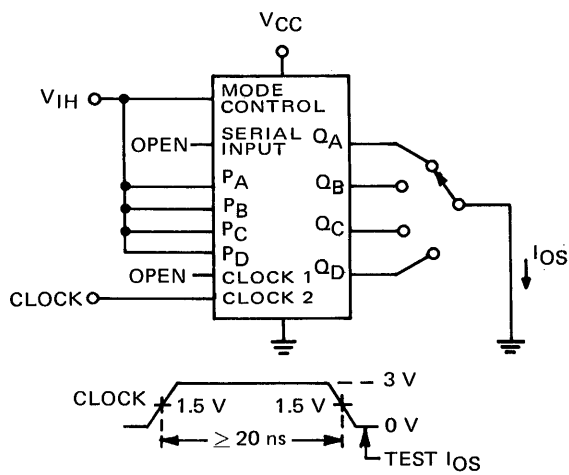 VCC
VIH
MODE
CONTROL
OPEN
SERIAL
INPUT
QA
PA
QB
PB
PC
QC
PD
OPEN
CLOCK 1
QD
CLOCK
CLOCK 2
IOS
CLOCK
1.5 V
1.5 V
3 V
0 V
≥ 20 ns
TEST IOS